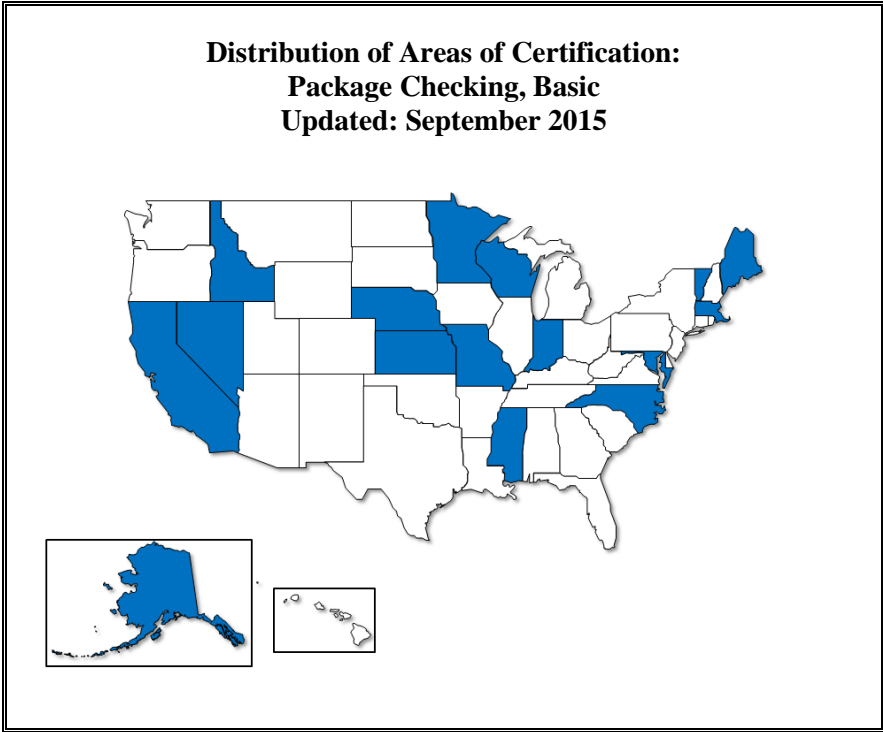 Distribution of Areas of Certification:
Package Checking, Basic
Updated: September 2015